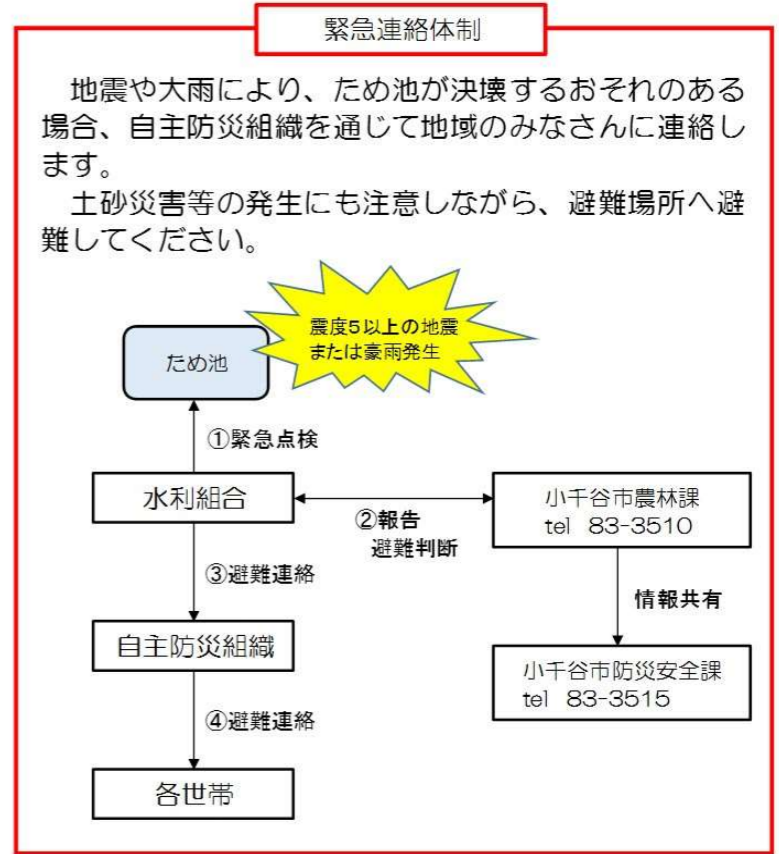 緊急連絡体制
　地震や大雨により、ため池が決壊するおそれのある
場合、自主防災組織を通じて地域のみなさんに連絡し
ます。
　土砂災害等の発生にも注意しながら、避難場所へ避
難してください。
震度5以上の地震
または豪雨発生
ため池
①緊急点検
水利組合
②報告
避難判断
小千谷市農林課
tel 83-3510
③避難連絡
情報共有
自主防災組織
小千谷市防災安全課
tel 83-3515
④避難連絡
各世帯